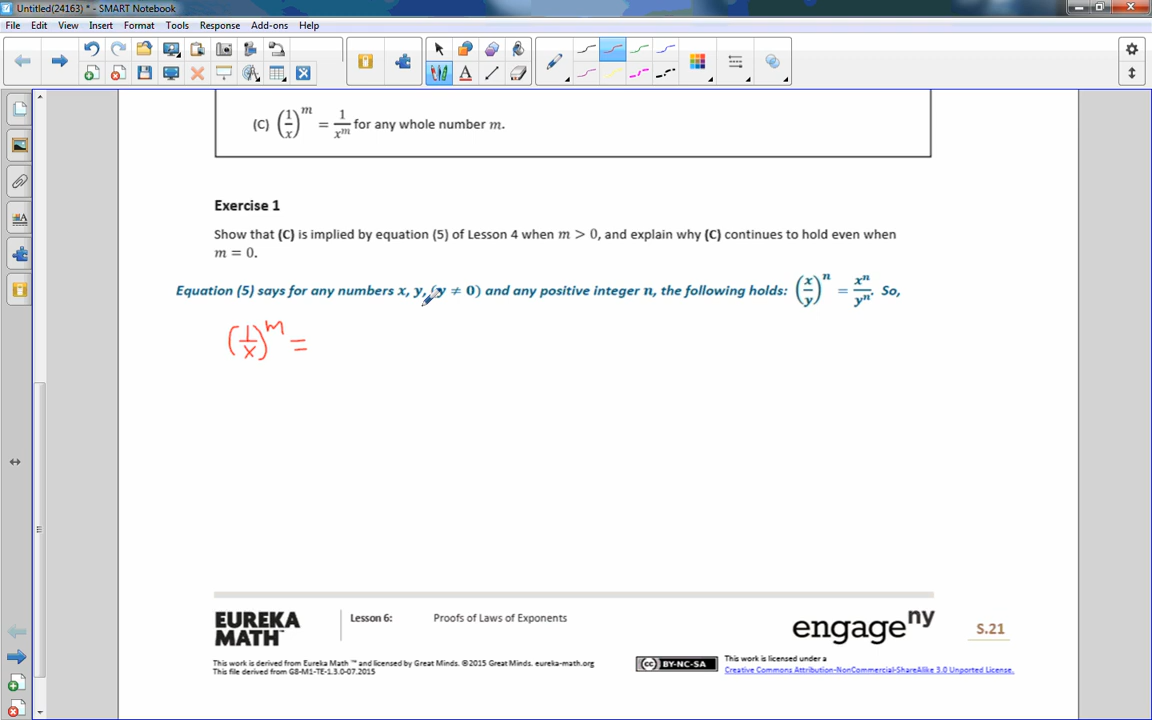 Untitled(24163) * - SMART Notebook
File Edit View Insert Format Tools Response Add-ons Help
(C) (1/x)^m = 1/x^m for any whole number m.
Exercise 1
Show that (C) is implied by equation (5) of Lesson 4 when m > 0, and explain why (C) continues to hold even when
m = 0.
Equation (5) says for any numbers x, y, (y ≠ 0) and any positive integer n, the following holds: (x/y)^n = x^n/y^n. So,
(1/x)^m =
EUREKA
MATH™
Lesson 6: Proofs of Laws of Exponents
engage^ny
S.21
This work is derived from Eureka Math ™ and licensed by Great Minds. ©2015 Great Minds. eureka-math.org
This file derived from G8-M1-TE-1.3.0-07.2015
(cc) BY-NC-SA
This work is licensed under a
Creative Commons Attribution-NonCommercial-ShareAlike 3.0 Unported License.